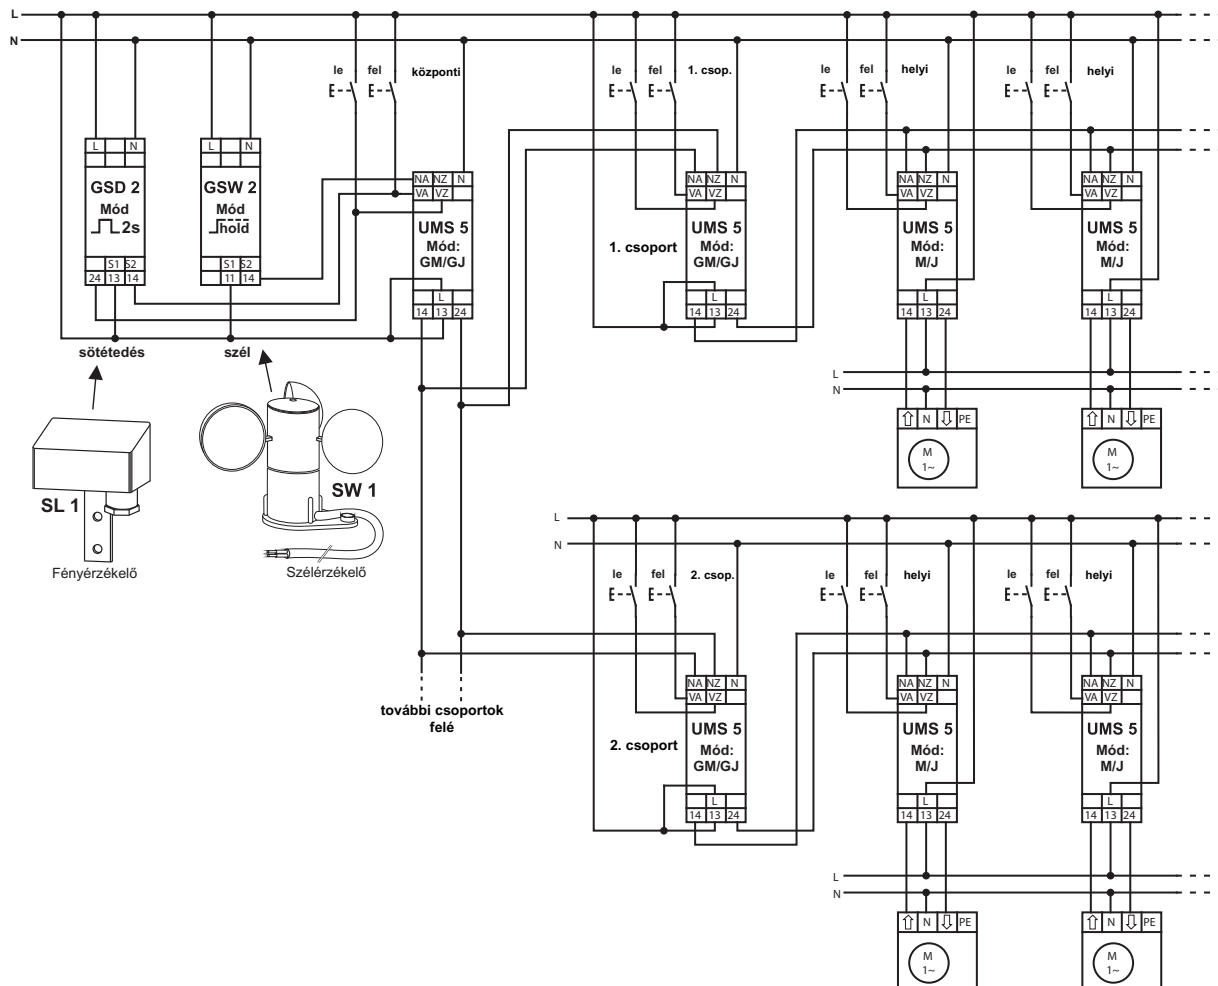 L
N
le fel központi
le fel 1. csop.
le fel helyi
le fel helyi
L N
GSD 2
Mód
2s
S1 S2
24 13 14
sötétedés
L N
GSW 2
Mód
hold
S1 S2
11 14
szél
NA NZ N
VA VZ
UMS 5
Mód:
GM/GJ
L
14 13 24
1. csoport
NA NZ N
VA VZ
UMS 5
Mód:
GM/GJ
L
14 13 24
NA NZ N
VA VZ
UMS 5
Mód:
M/J
L
14 13 24
NA NZ N
VA VZ
UMS 5
Mód:
M/J
L
14 13 24
L
N
N PE
M
1~
N PE
M
1~
SL 1
Fényérzékelő
SW 1
Szélérzékelő
további csoportok
felé
L
N
le fel 2. csop.
le fel helyi
le fel helyi
2. csoport
NA NZ N
VA VZ
UMS 5
Mód:
GM/GJ
L
14 13 24
NA NZ N
VA VZ
UMS 5
Mód:
M/J
L
14 13 24
NA NZ N
VA VZ
UMS 5
Mód:
M/J
L
14 13 24
L
N
N PE
M
1~
N PE
M
1~